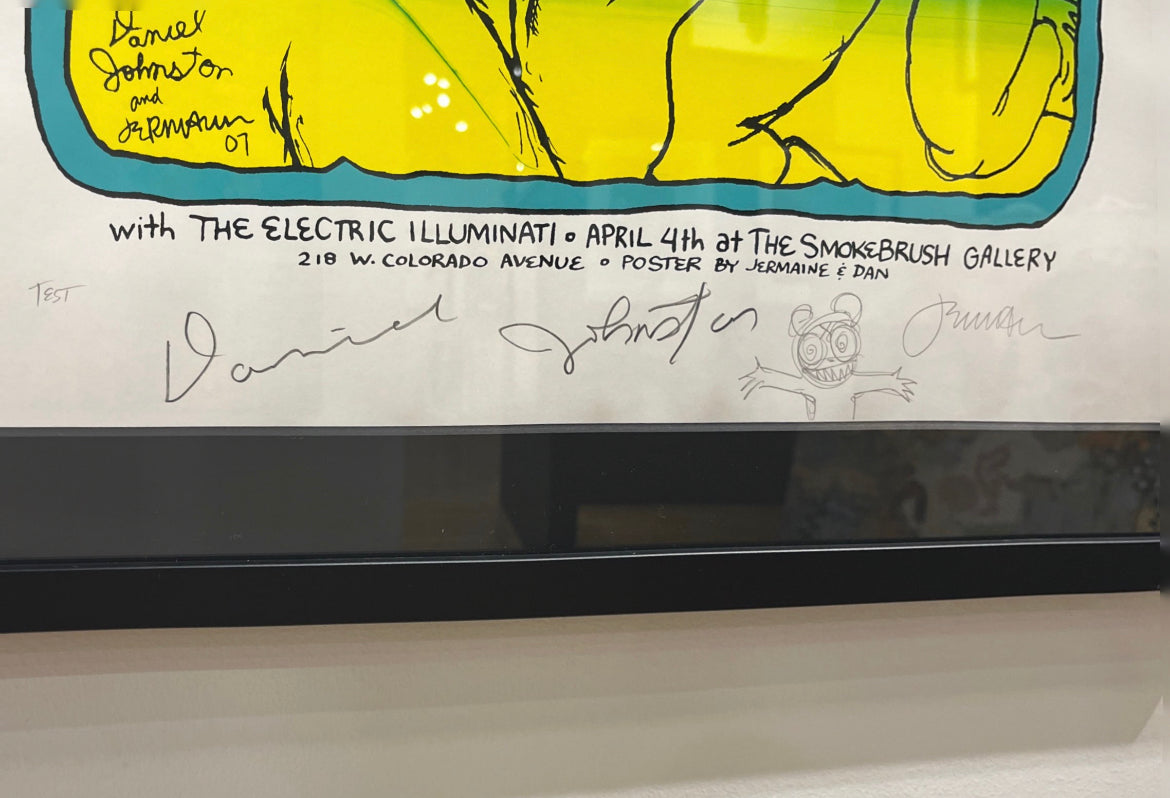 Daniel
Johnston
and
JERMAINE
07
with THE ELECTRIC ILLUMINATI • APRIL 4th at THE SMOKEBRUSH GALLERY
218 W. COLORADO AVENUE • POSTER BY JERMAINE & DAN
TEST
Daniel Johnston